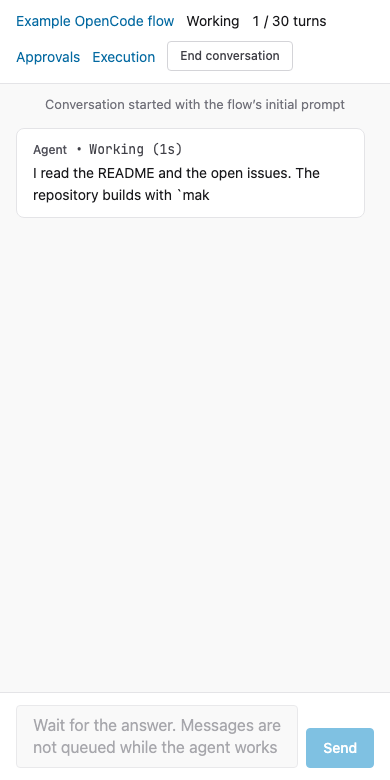 Example OpenCode flow Working 1 / 30 turns
Approvals Execution End conversation
Conversation started with the flow’s initial prompt
Agent • Working (1s)
I read the README and the open issues. The
repository builds with `mak
Wait for the answer. Messages are
not queued while the agent works
Send